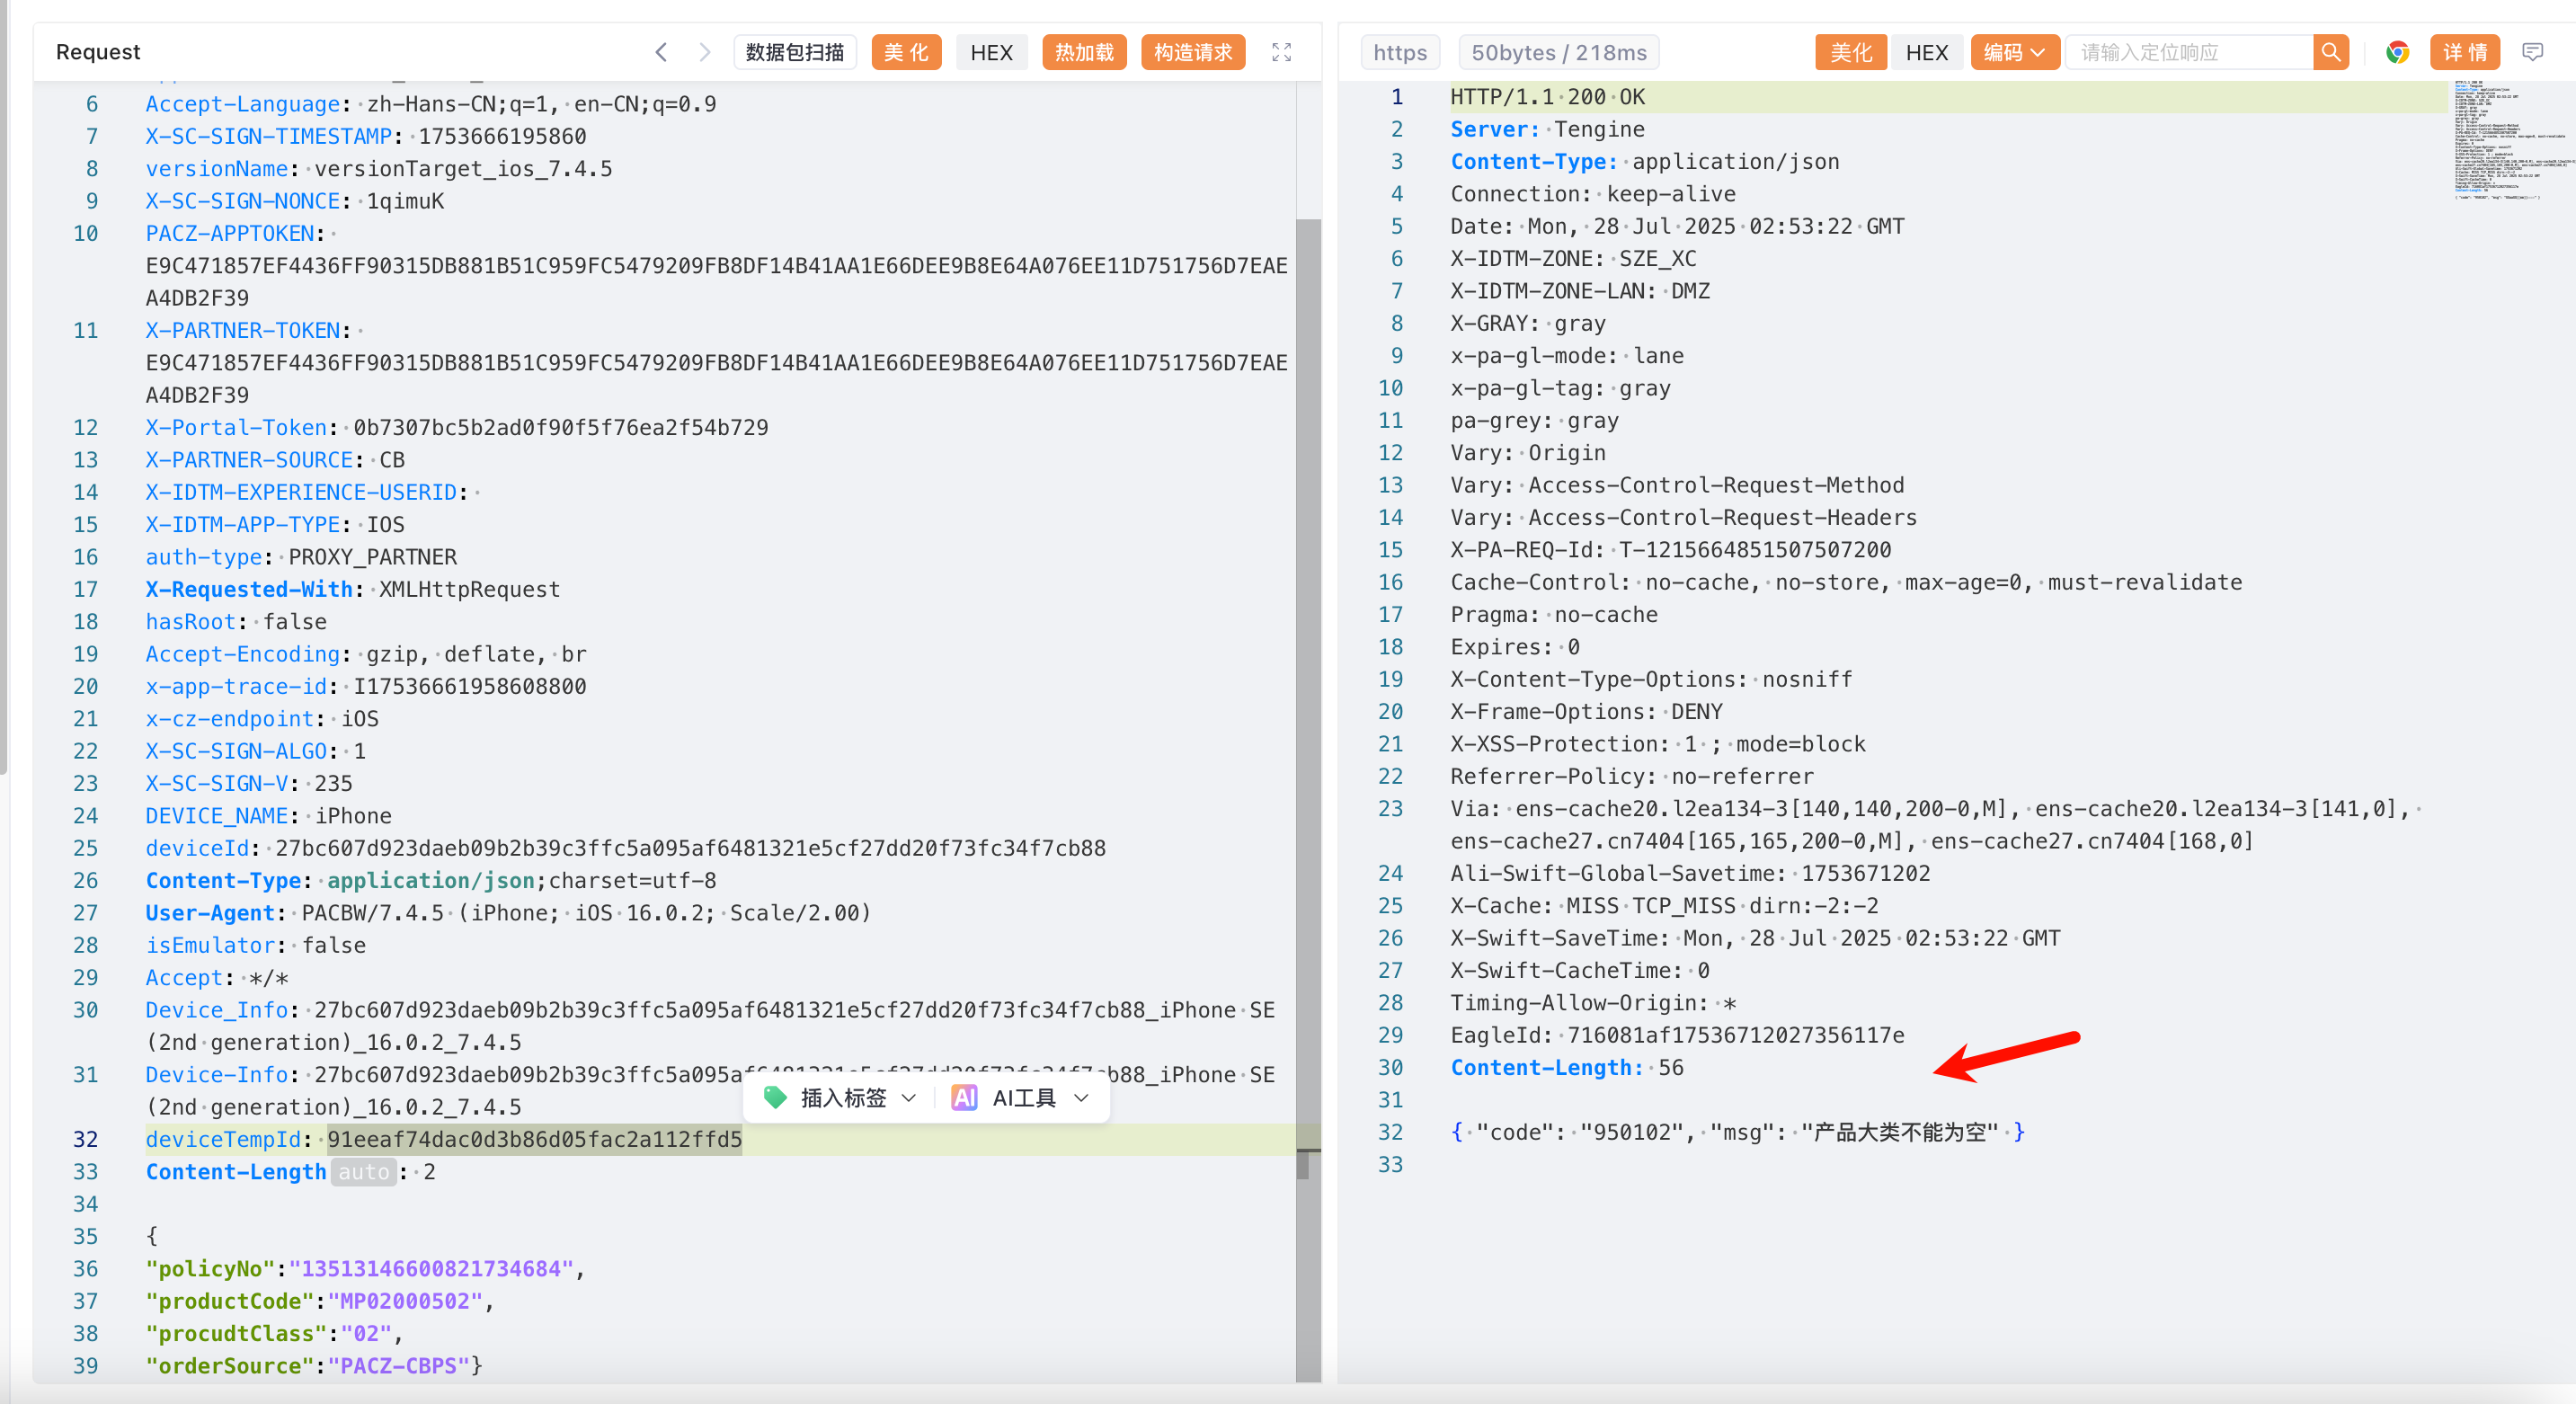 Request
数据包扫描
美 化
HEX
热加载
构造请求
6 Accept-Language: zh-Hans-CN;q=1, en-CN;q=0.9
7 X-SC-SIGN-TIMESTAMP: 1753666195860
8 versionName: versionTarget_ios_7.4.5
9 X-SC-SIGN-NONCE: 1qimuK
10 PACZ-APPTOKEN:
E9C471857EF4436FF90315DB881B51C959FC5479209FB8DF14B41AA1E66DEE9B8E64A076EE11D751756D7EAE
A4DB2F39
11 X-PARTNER-TOKEN:
E9C471857EF4436FF90315DB881B51C959FC5479209FB8DF14B41AA1E66DEE9B8E64A076EE11D751756D7EAE
A4DB2F39
12 X-Portal-Token: 0b7307bc5b2ad0f90f5f76ea2f54b729
13 X-PARTNER-SOURCE: CB
14 X-IDTM-EXPERIENCE-USERID:
15 X-IDTM-APP-TYPE: IOS
16 auth-type: PROXY_PARTNER
17 X-Requested-With: XMLHttpRequest
18 hasRoot: false
19 Accept-Encoding: gzip, deflate, br
20 x-app-trace-id: I17536661958608800
21 x-cz-endpoint: iOS
22 X-SC-SIGN-ALGO: 1
23 X-SC-SIGN-V: 235
24 DEVICE_NAME: iPhone
25 deviceId: 27bc607d923daeb09b2b39c3ffc5a095af6481321e5cf27dd20f73fc34f7cb88
26 Content-Type: application/json;charset=utf-8
27 User-Agent: PACBW/7.4.5 (iPhone; iOS 16.0.2; Scale/2.00)
28 isEmulator: false
29 Accept: */*
30 Device_Info: 27bc607d923daeb09b2b39c3ffc5a095af6481321e5cf27dd20f73fc34f7cb88_iPhone SE
(2nd generation)_16.0.2_7.4.5
31 Device-Info: 27bc607d923daeb09b2b39c3ffc5a095af6481321e5cf27dd20f73fc34f7cb88_iPhone SE
(2nd generation)_16.0.2_7.4.5
插入标签
AI AI工具
32 deviceTempId: 91eeaf74dac0d3b86d05fac2a112ffd5
33 Content-Length auto : 2
34
35 {
36 "policyNo":"13513146600821734684",
37 "productCode":"MP02000502",
38 "procudtClass":"02",
39 "orderSource":"PACZ-CBPS"}
https
50bytes / 218ms
美化
HEX
编码
请输入定位响应
详 情
1 HTTP/1.1 200 OK
2 Server: Tengine
3 Content-Type: application/json
4 Connection: keep-alive
5 Date: Mon, 28 Jul 2025 02:53:22 GMT
6 X-IDTM-ZONE: SZE_XC
7 X-IDTM-ZONE-LAN: DMZ
8 X-GRAY: gray
9 x-pa-gl-mode: lane
10 x-pa-gl-tag: gray
11 pa-grey: gray
12 Vary: Origin
13 Vary: Access-Control-Request-Method
14 Vary: Access-Control-Request-Headers
15 X-PA-REQ-Id: T-1215664851507507200
16 Cache-Control: no-cache, no-store, max-age=0, must-revalidate
17 Pragma: no-cache
18 Expires: 0
19 X-Content-Type-Options: nosniff
20 X-Frame-Options: DENY
21 X-XSS-Protection: 1 ; mode=block
22 Referrer-Policy: no-referrer
23 Via: ens-cache20.l2ea134-3[140,140,200-0,M], ens-cache20.l2ea134-3[141,0],
ens-cache27.cn7404[165,165,200-0,M], ens-cache27.cn7404[168,0]
24 Ali-Swift-Global-Savetime: 1753671202
25 X-Cache: MISS TCP_MISS dirn:-2:-2
26 X-Swift-SaveTime: Mon, 28 Jul 2025 02:53:22 GMT
27 X-Swift-CacheTime: 0
28 Timing-Allow-Origin: *
29 EagleId: 716081af17536712027356117e
30 Content-Length: 56
31
32 { "code": "950102", "msg": "产品大类不能为空" }
33